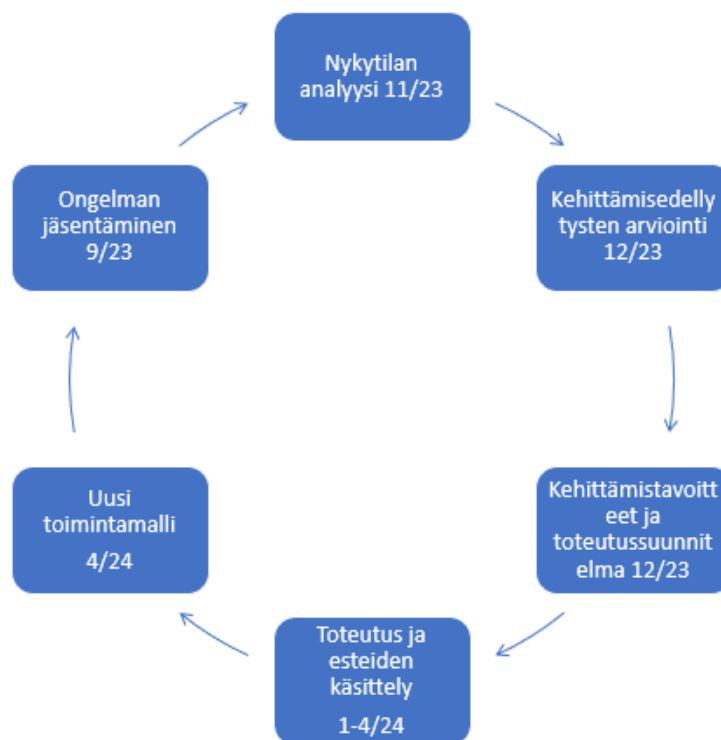 Nykytilan
analyysi 11/23
Kehittämisedelly
tysten arviointi
12/23
Kehittämistavoitt
eet ja
toteutussuunnit
elma 12/23
Toteutus ja
esteiden
käsittely
1-4/24
Uusi
toimintamalli
4/24
Ongelman
jäsentäminen
9/23